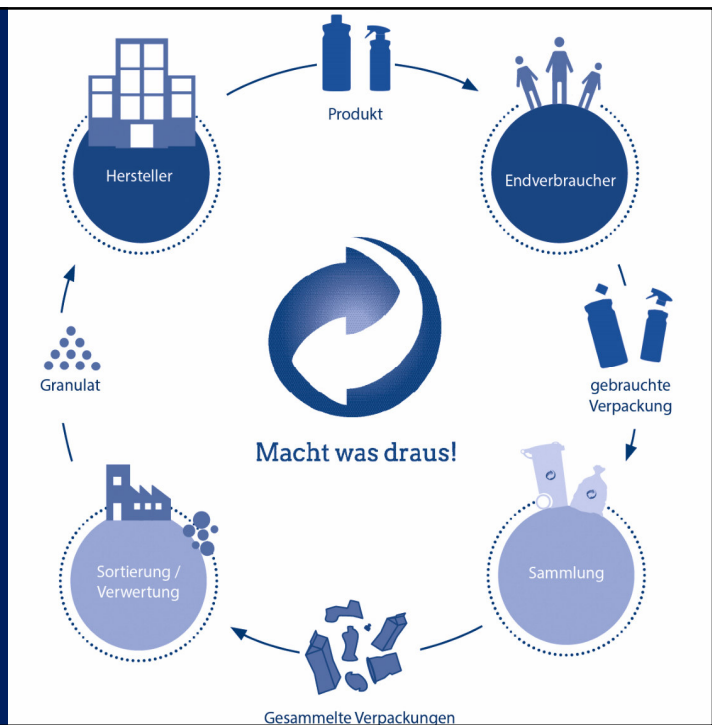 Produkt
Hersteller
Endverbraucher
Granulat
gebrauchte
Verpackung
Macht was draus!
Sortierung /
Verwertung
Sammlung
Gesammelte Verpackungen